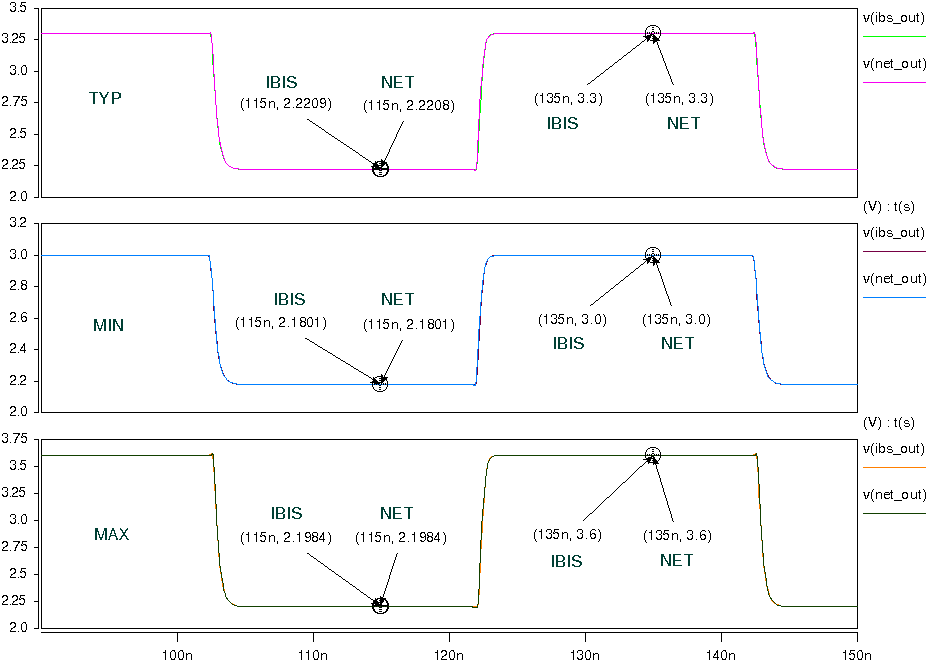 3.5
3.25
3.0
2.75
2.5
2.25
2.0
TYP
IBIS
(115n, 2.2209)
NET
(115n, 2.2208)
(135n, 3.3)
IBIS
(135n, 3.3)
NET
v(ibs_out)
v(net_out)
(V) : t(s)
3.2
3.0
2.8
2.6
2.4
2.2
2.0
MIN
IBIS
(115n, 2.1801)
NET
(115n, 2.1801)
(135n, 3.0)
IBIS
(135n, 3.0)
NET
v(ibs_out)
v(net_out)
(V) : t(s)
3.75
3.5
3.25
3.0
2.75
2.5
2.25
2.0
MAX
IBIS
(115n, 2.1984)
NET
(115n, 2.1984)
(135n, 3.6)
IBIS
(135n, 3.6)
NET
v(ibs_out)
v(net_out)
100n
110n
120n
130n
140n
150n